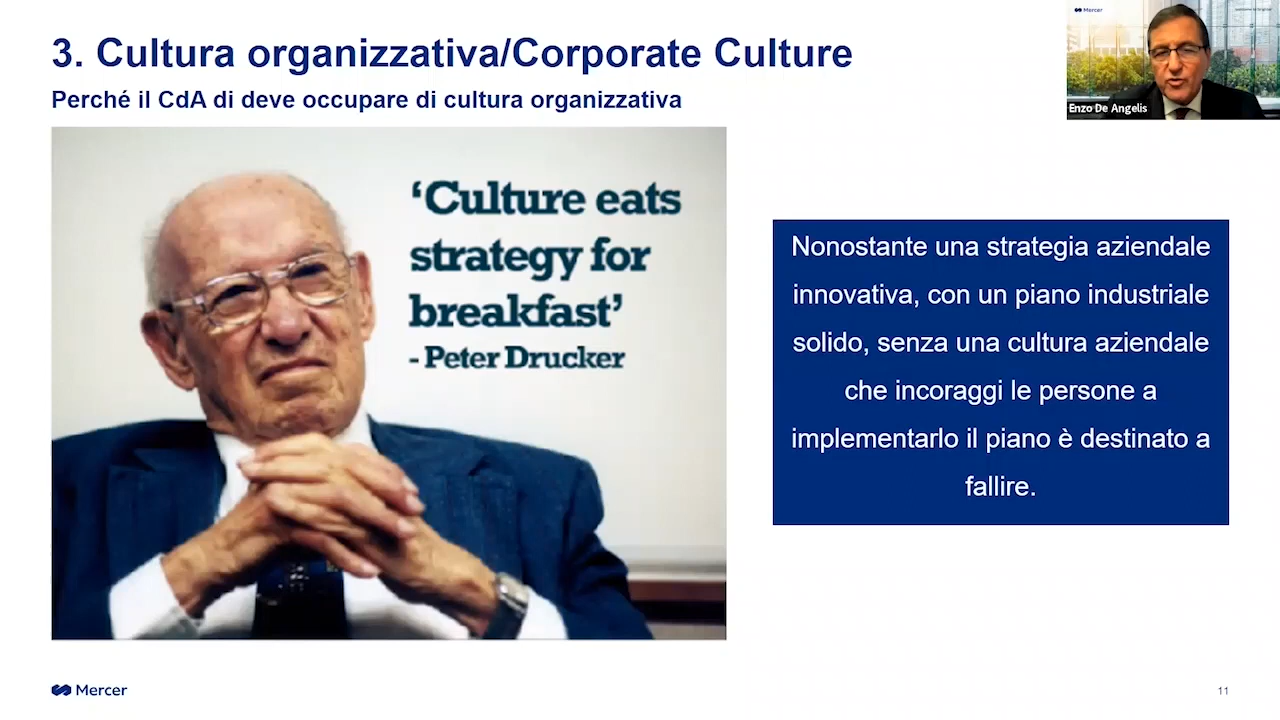 3. Cultura organizzativa/Corporate Culture
Perché il CdA di deve occupare di cultura organizzativa
Mercer
Enzo De Angelis
‘Culture eats
strategy for
breakfast’
- Peter Drucker
Nonostante una strategia aziendale
innovativa, con un piano industriale
solido, senza una cultura aziendale
che incoraggi le persone a
implementarlo il piano è destinato a
fallire.
Mercer
11